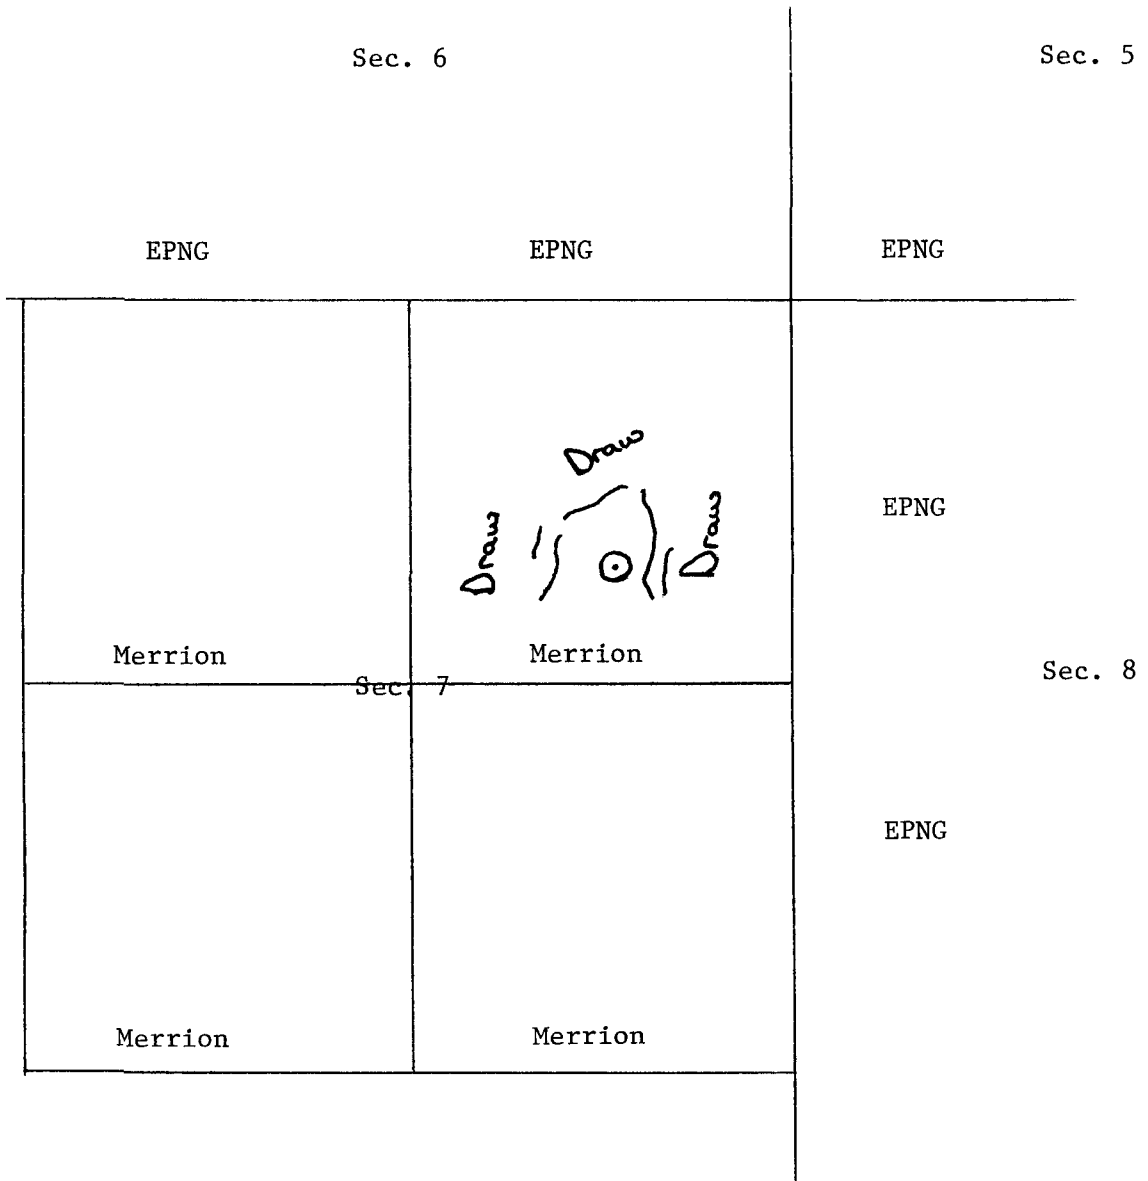 Sec. 6
Sec. 5
EPNG
EPNG
EPNG
Draw
Draw
Draw
EPNG
Merrion
Merrion
Sec. 7
Sec. 8
EPNG
Merrion
Merrion